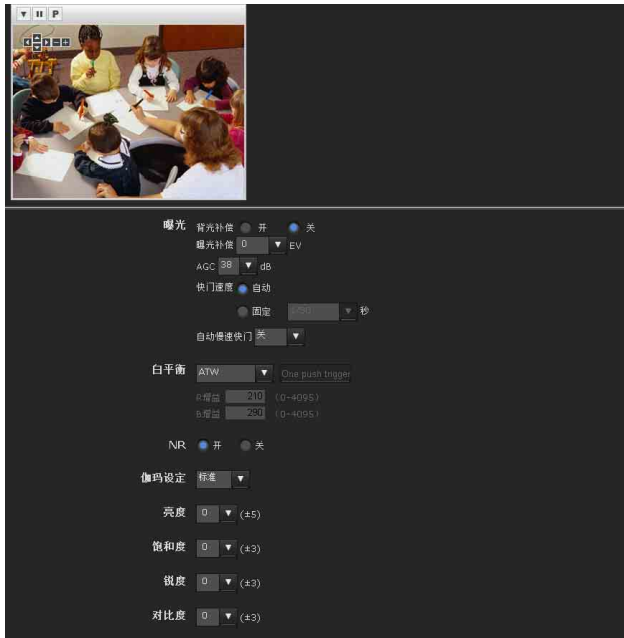 P
曝光 背光补偿 开 关
曝光补偿 0 EV
AGC 38 dB
快门速度 自动
固定 秒
自动慢速快门 关
白平衡 ATW One push trigger
R增益 210 (0-4095)
B增益 290 (0-4095)
NR 开 关
伽玛设定 标准
亮度 0 (±5)
饱和度 0 (±3)
锐度 0 (±3)
对比度 0 (±3)